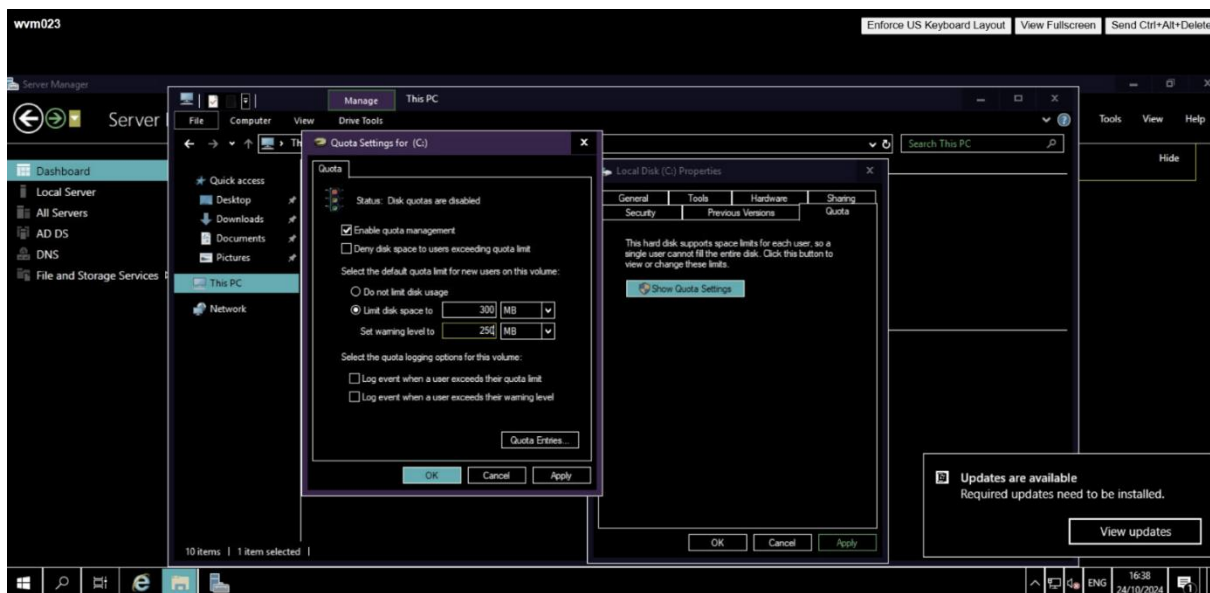 wvm023
Enforce US Keyboard Layout View Fullscreen Send Ctrl+Alt+Delete
Server Manager
Server
Manage This PC
File Computer View Drive Tools
Search This PC
Tools View Help
Hide
Dashboard
Local Server
All Servers
AD DS
DNS
File and Storage Services
Quick access
Desktop
Downloads
Documents
Pictures
This PC
Network
10 items 1 item selected
Quota Settings for (C:)
Quota
Status: Disk quotas are disabled
Enable quota management
Deny disk space to users exceeding quota limit
Select the default quota limit for new users on this volume:
Do not limit disk usage
Limit disk space to 300 MB
Set warning level to 250 MB
Select the quota logging options for this volume:
Log event when a user exceeds their quota limit
Log event when a user exceeds their warning level
Quota Entries...
OK Cancel Apply
Local Disk (C:) Properties
General Tools Hardware Sharing
Security Previous Versions Quota
This hard disk supports space limits for each user, so a
single user cannot fill the entire disk. Click this button to
view or change these limits.
Show Quota Settings
OK Cancel Apply
Updates are available
Required updates need to be installed.
View updates
ENG 16:38
24/10/2024